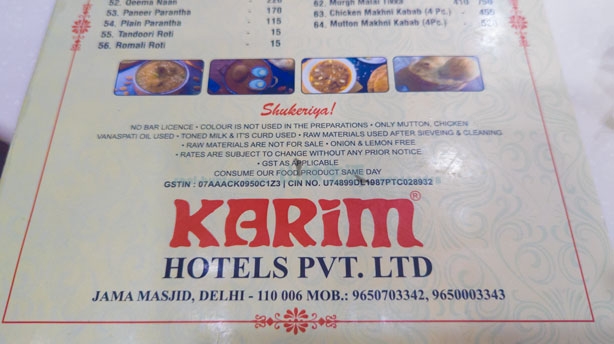 52. Qeema Naan
53. Paneer Parantha - 170
54. Plain Parantha - 115
55. Tandoori Roti - 15
56. Romali Roti - 15
62. Murgh Malai Tikka
63. Chicken Makhni Kabab (4 Pc.) - 
64. Mutton Makhni Kabab (4Pc.) -
Shukeriya!
NO BAR LICENCE • COLOUR IS NOT USED IN THE PREPARATIONS • ONLY MUTTON, CHICKEN
VANASPATI OIL USED • TONED MILK & IT'S CURD USED • RAW MATERIALS USED AFTER SIEVEING & CLEANING
• RAW MATERIALS ARE NOT FOR SALE • ONION & LEMON FREE.
• RATES ARE SUBJECT TO CHANGE WITHOUT ANY PRIOR NOTICE
• GST AS APPLICABLE
CONSUME OUR FOOD PRODUCT SAME DAY
GSTIN : 07AAACK0950C1Z3 | CIN NO. U74899DL1987PTC028932
KARIM®
HOTELS PVT. LTD
JAMA MASJID, DELHI - 110 006 MOB.: 9650703342, 9650003343